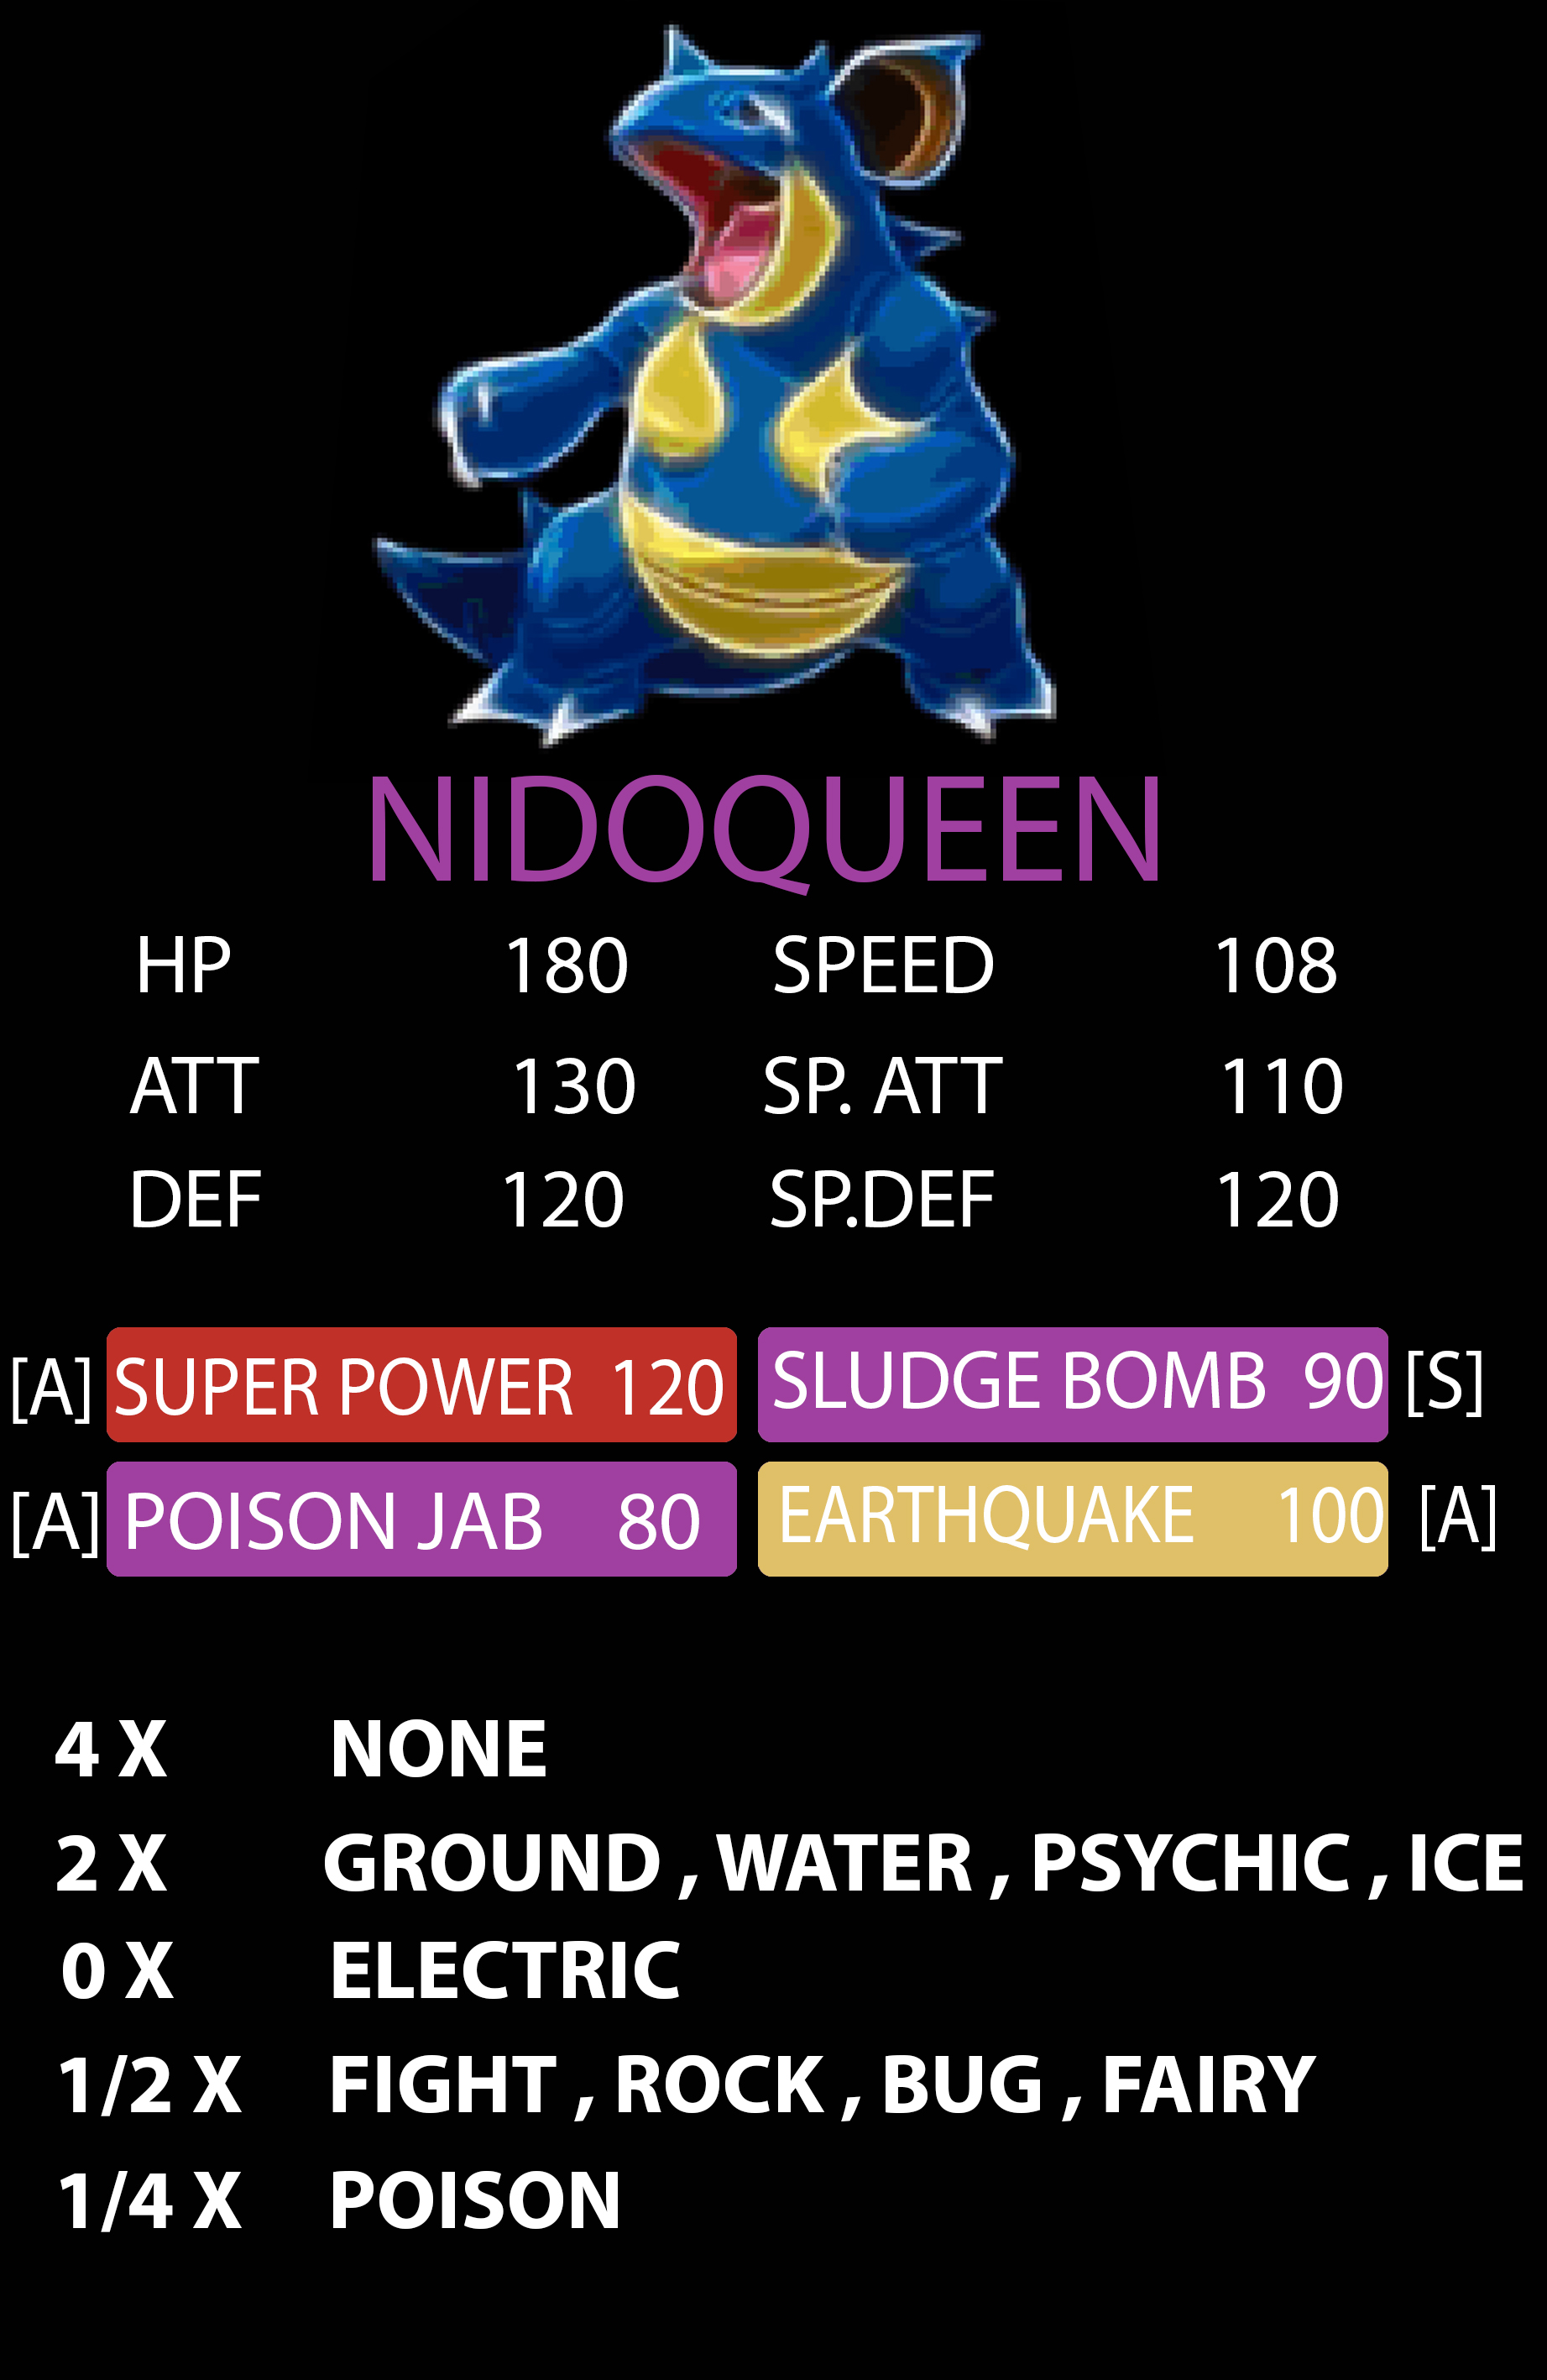 NIDOQUEEN
HP 180 SPEED 108
ATT 130 SP. ATT 110
DEF 120 SP.DEF 120
[A] SUPER POWER 120 SLUDGE BOMB 90 [S]
[A] POISON JAB 80 EARTHQUAKE 100 [A]
4 X NONE
2 X GROUND , WATER , PSYCHIC , ICE
0 X ELECTRIC
1/2 X FIGHT , ROCK , BUG , FAIRY
1/4 X POISON